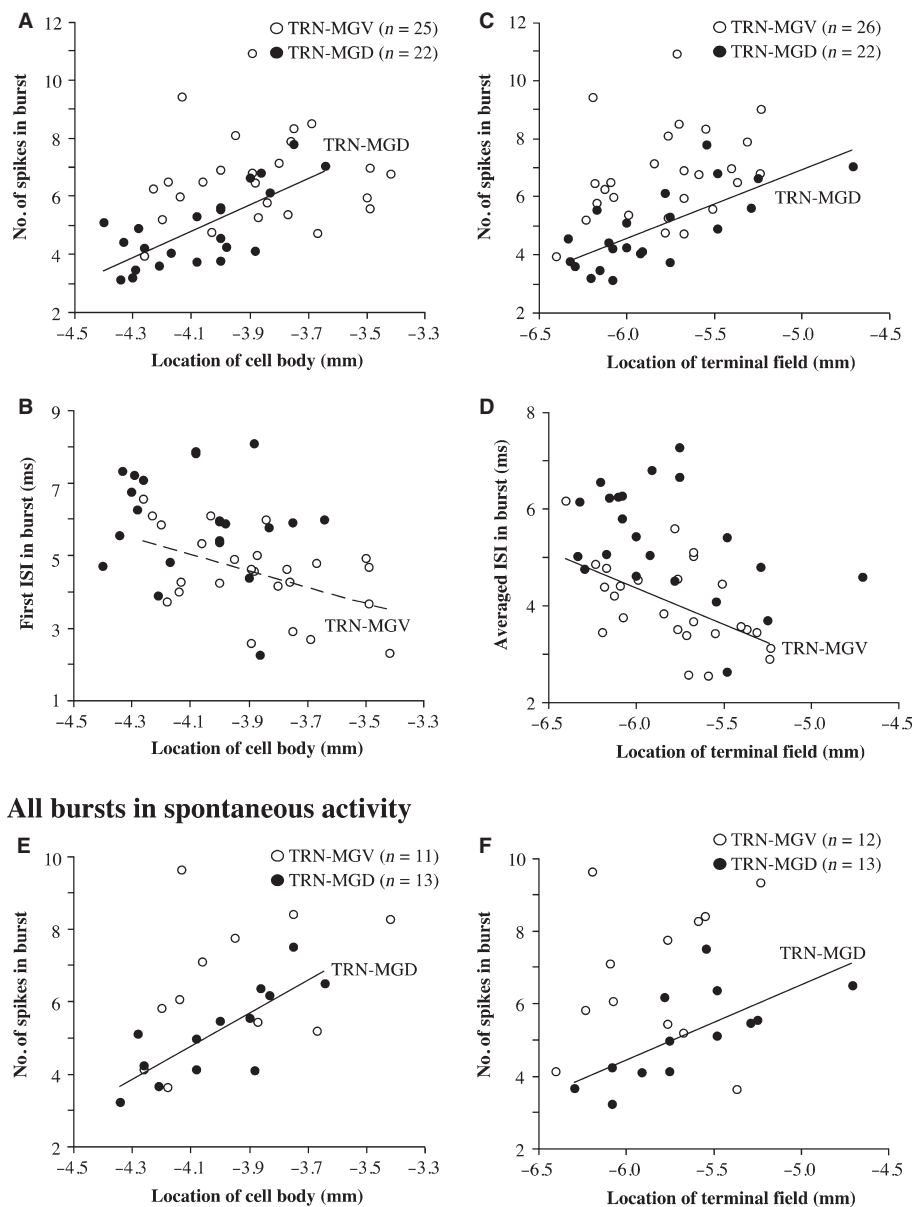 A
12
10
8
6
4
2
No. of spikes in burst
TRN-MGV (n = 25)
TRN-MGD (n = 22)
TRN-MGD
−4.5 −4.3 −4.1 −3.9 −3.7 −3.5 −3.3
Location of cell body (mm)
C
12
10
8
6
4
2
No. of spikes in burst
TRN-MGV (n = 26)
TRN-MGD (n = 22)
TRN-MGD
−6.5 −6.0 −5.5 −5.0 −4.5
Location of terminal field (mm)
B
9
7
5
3
1
First ISI in burst (ms)
TRN-MGV
−4.5 −4.3 −4.1 −3.9 −3.7 −3.5 −3.3
Location of cell body (mm)
D
8
6
4
2
Averaged ISI in burst (ms)
TRN-MGV
−6.5 −6.0 −5.5 −5.0 −4.5
Location of terminal field (mm)
All bursts in spontaneous activity
E
10
8
6
4
2
No. of spikes in burst
TRN-MGV (n = 11)
TRN-MGD (n = 13)
TRN-MGD
−4.5 −4.3 −4.1 −3.9 −3.7 −3.5 −3.3
Location of cell body (mm)
F
10
8
6
4
2
No. of spikes in burst
TRN-MGV (n = 12)
TRN-MGD (n = 13)
TRN-MGD
−6.5 −6.0 −5.5 −5.0 −4.5
Location of terminal field (mm)